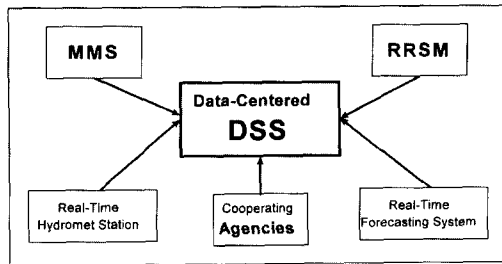 MMS
RRSM
Data-Centered
DSS
Real-Time
Hydromet Station
Cooperating
Agencies
Real-Time
Forecasting System